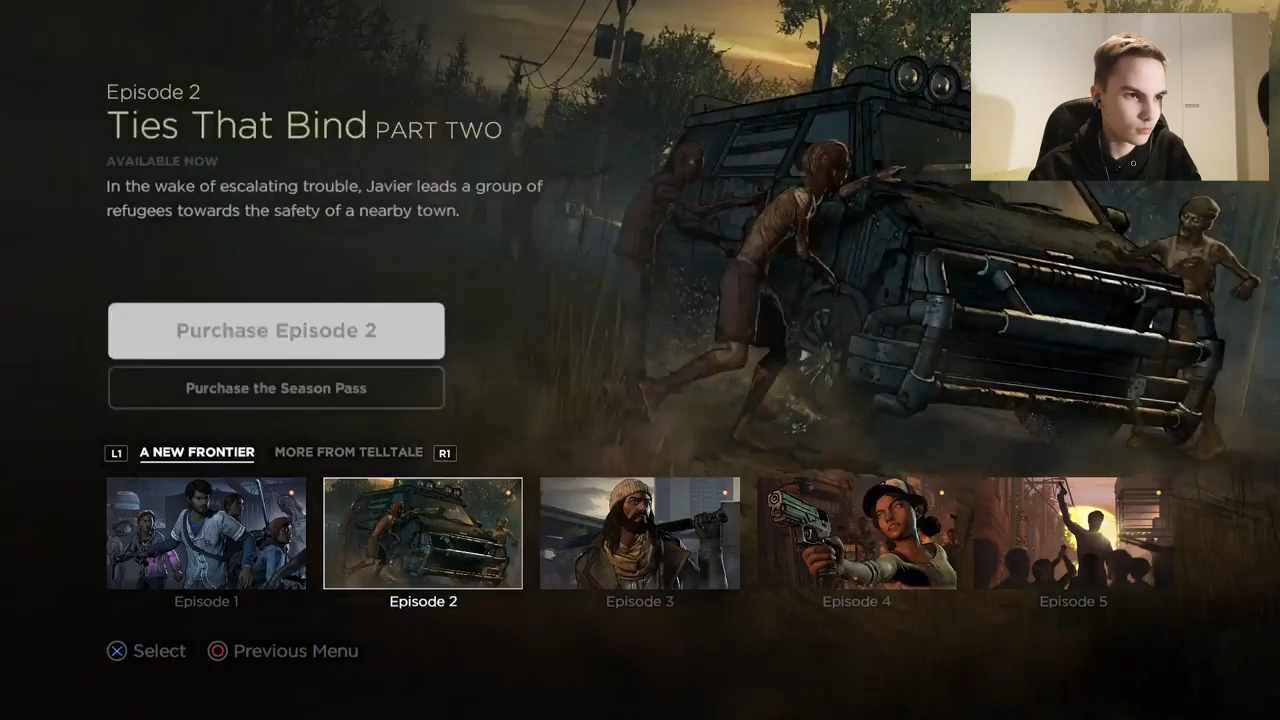 Episode 2
Ties That Bind PART TWO
AVAILABLE NOW
In the wake of escalating trouble, Javier leads a group of
refugees towards the safety of a nearby town.
Purchase Episode 2
Purchase the Season Pass
L1 A NEW FRONTIER MORE FROM TELLTALE R1
Episode 1 Episode 2 Episode 3 Episode 4 Episode 5
Select Previous Menu